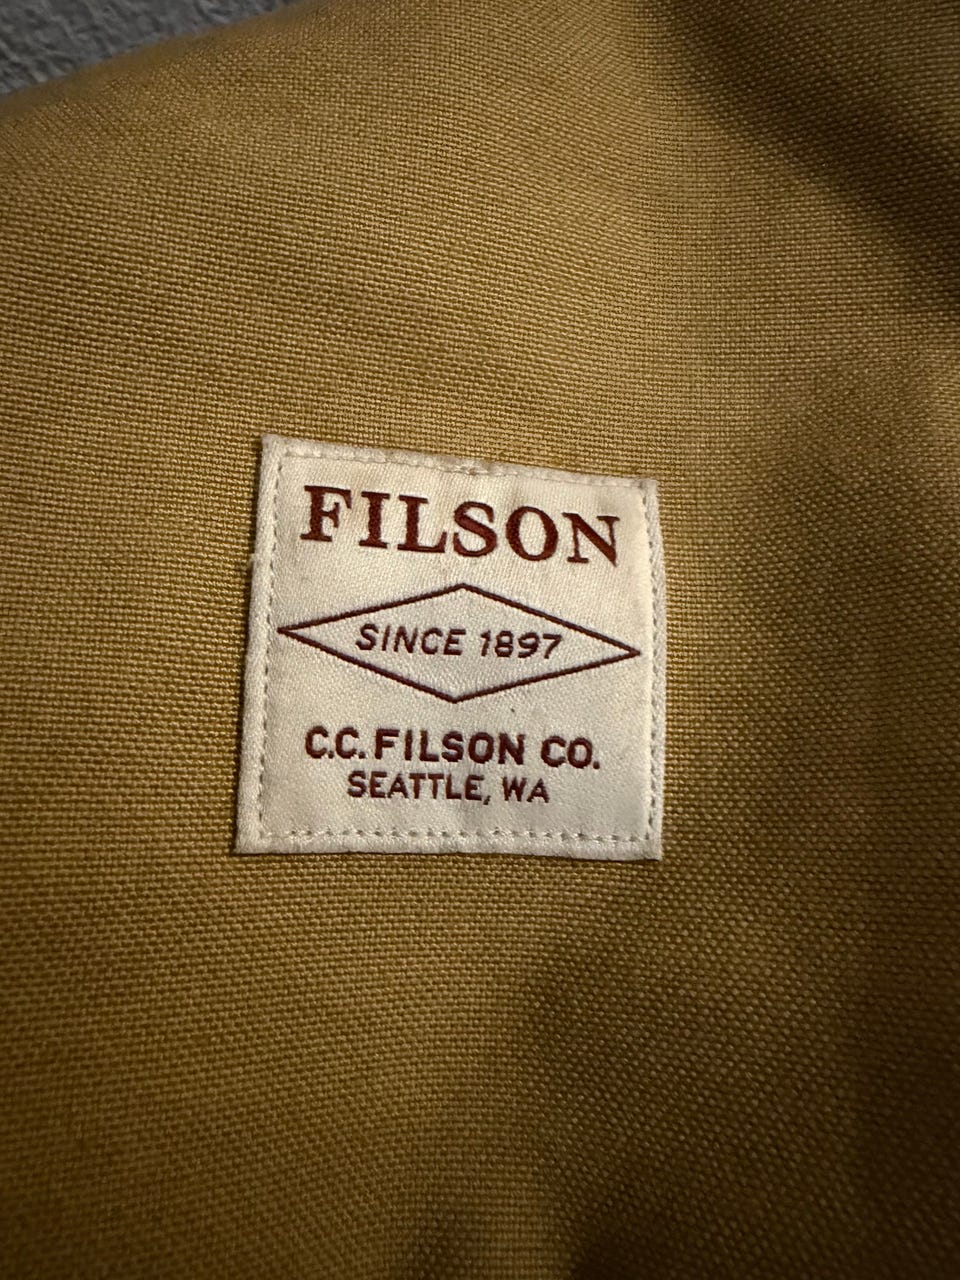 FILSON
SINCE 1897
C.C. FILSON CO.
SEATTLE, WA